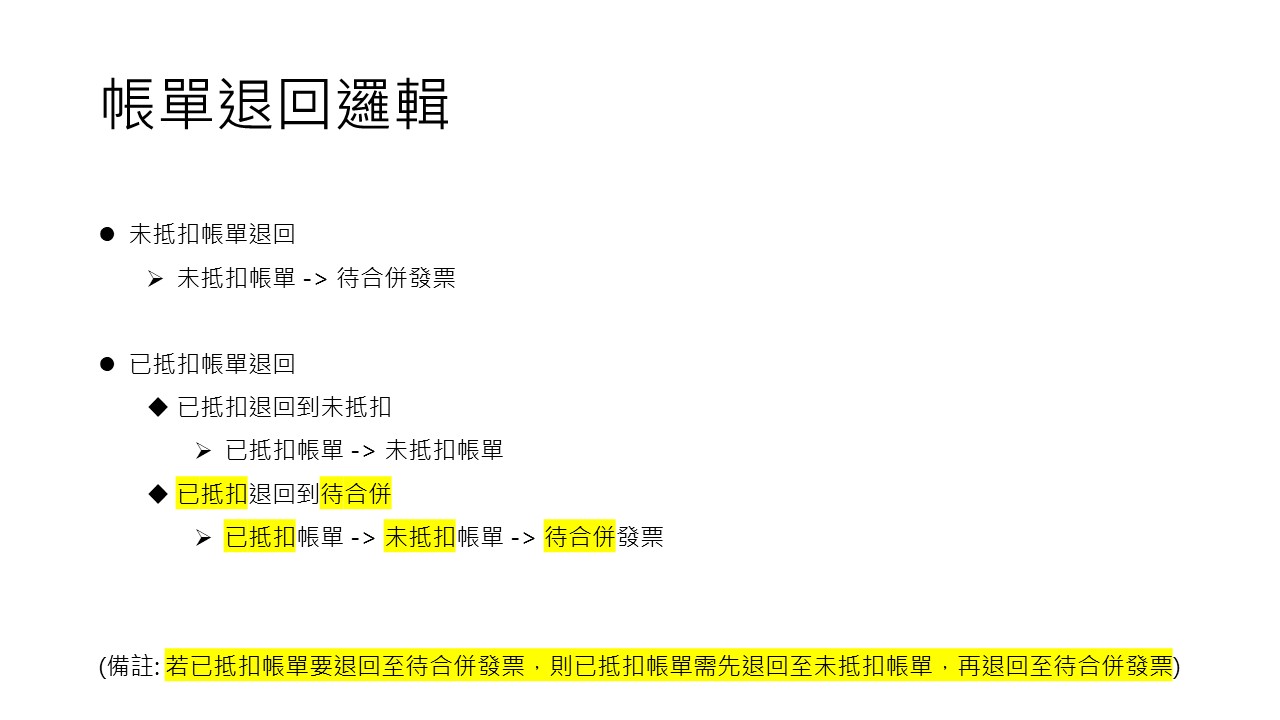 帳單退回邏輯
● 未抵扣帳單退回
➢ 未抵扣帳單 -> 待合併發票
● 已抵扣帳單退回
◆ 已抵扣退回到未抵扣
➢ 已抵扣帳單 -> 未抵扣帳單
◆ 已抵扣退回到待合併
➢ 已抵扣帳單 -> 未抵扣帳單 -> 待合併發票
(備註: 若已抵扣帳單要退回至待合併發票，則已抵扣帳單需先退回至未抵扣帳單，再退回至待合併發票)